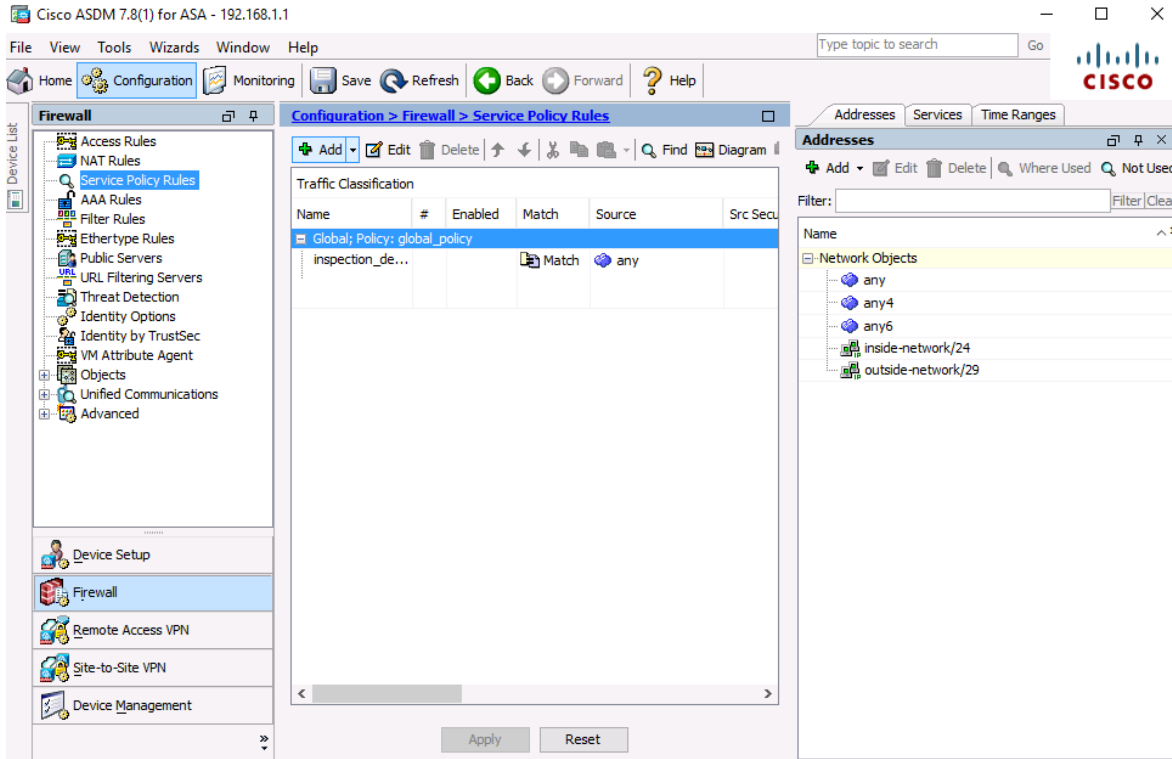 Cisco ASDM 7.8(1) for ASA - 192.168.1.1
File View Tools Wizards Window Help
Type topic to search Go
Home Configuration Monitoring Save Refresh Back Forward Help
CISCO
Device List
Firewall
Access Rules
NAT Rules
Service Policy Rules
AAA Rules
Filter Rules
Ethertype Rules
Public Servers
URL URL Filtering Servers
Threat Detection
Identity Options
Identity by TrustSec
VM Attribute Agent
Objects
Unified Communications
Advanced
Device Setup
Firewall
Remote Access VPN
Site-to-Site VPN
Device Management
Configuration > Firewall > Service Policy Rules
Add Edit Delete Find Diagram
Traffic Classification
Name # Enabled Match Source Src Secu
Global; Policy: global_policy
inspection_de... Match any
Apply Reset
Addresses Services Time Ranges
Addresses
Add Edit Delete Where Used Not Used
Filter: Filter Clea
Name
Network Objects
any
any4
any6
inside-network/24
outside-network/29